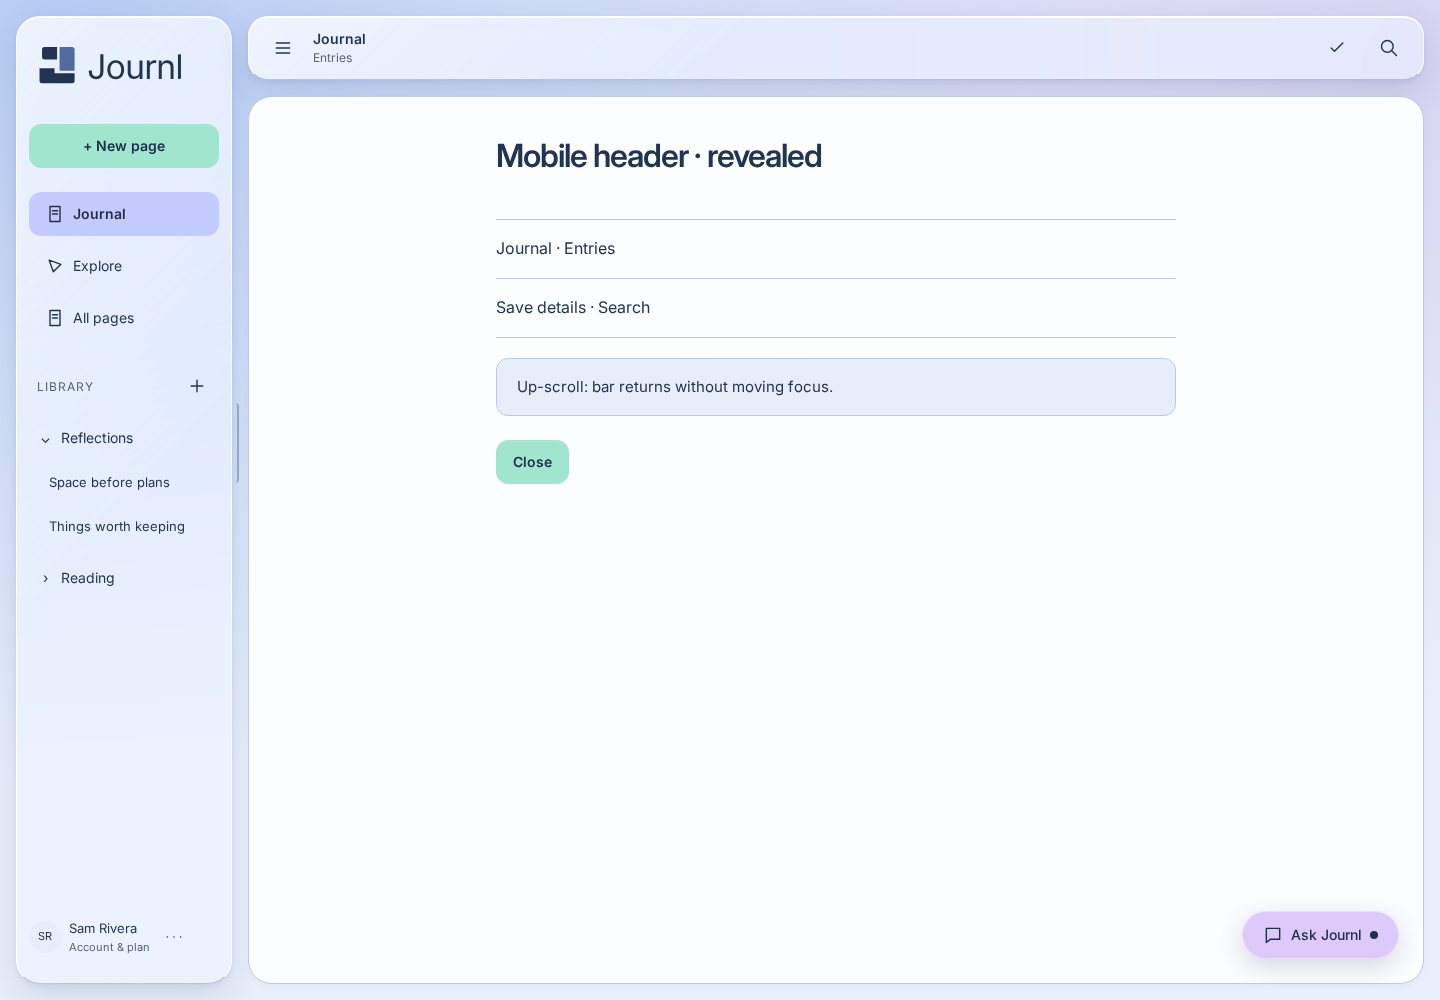 Journl
+ New page
Journal
Explore
All pages
LIBRARY
Reflections
Space before plans
Things worth keeping
Reading
SR
Sam Rivera
Account & plan
Journal
Entries
Mobile header · revealed
Journal · Entries
Save details · Search
Up-scroll: bar returns without moving focus.
Close
Ask Journl